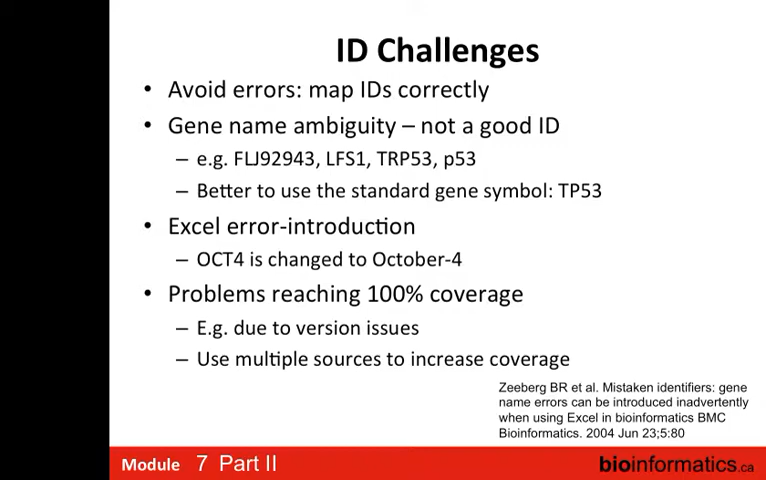 ID Challenges
• Avoid errors: map IDs correctly
• Gene name ambiguity – not a good ID
– e.g. FLJ92943, LFS1, TRP53, p53
– Better to use the standard gene symbol: TP53
• Excel error-introduction
– OCT4 is changed to October-4
• Problems reaching 100% coverage
– E.g. due to version issues
– Use multiple sources to increase coverage
Zeeberg BR et al. Mistaken identifiers: gene
name errors can be introduced inadvertently
when using Excel in bioinformatics BMC
Bioinformatics. 2004 Jun 23;5:80
Module 7 Part II
bioinformatics.ca